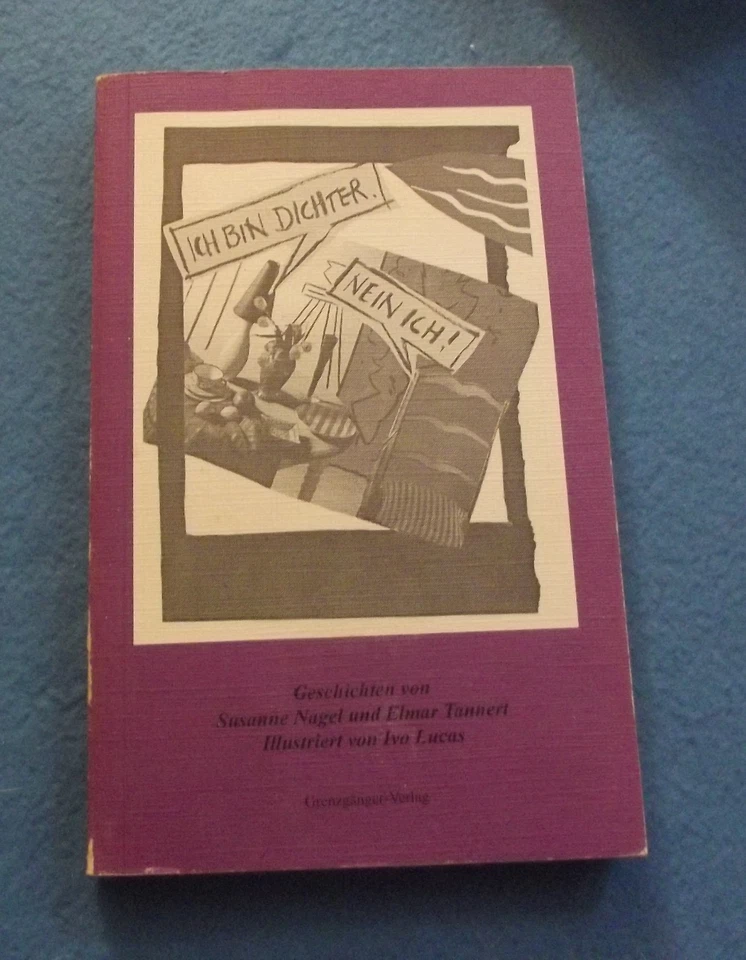 ICH BIN DICHTER.
NEIN ICH!
Geschichten von
Susanne Nagel und Elmar Tannert
Illustriert von Ivo Lucas
Grenzgänger-Verlag